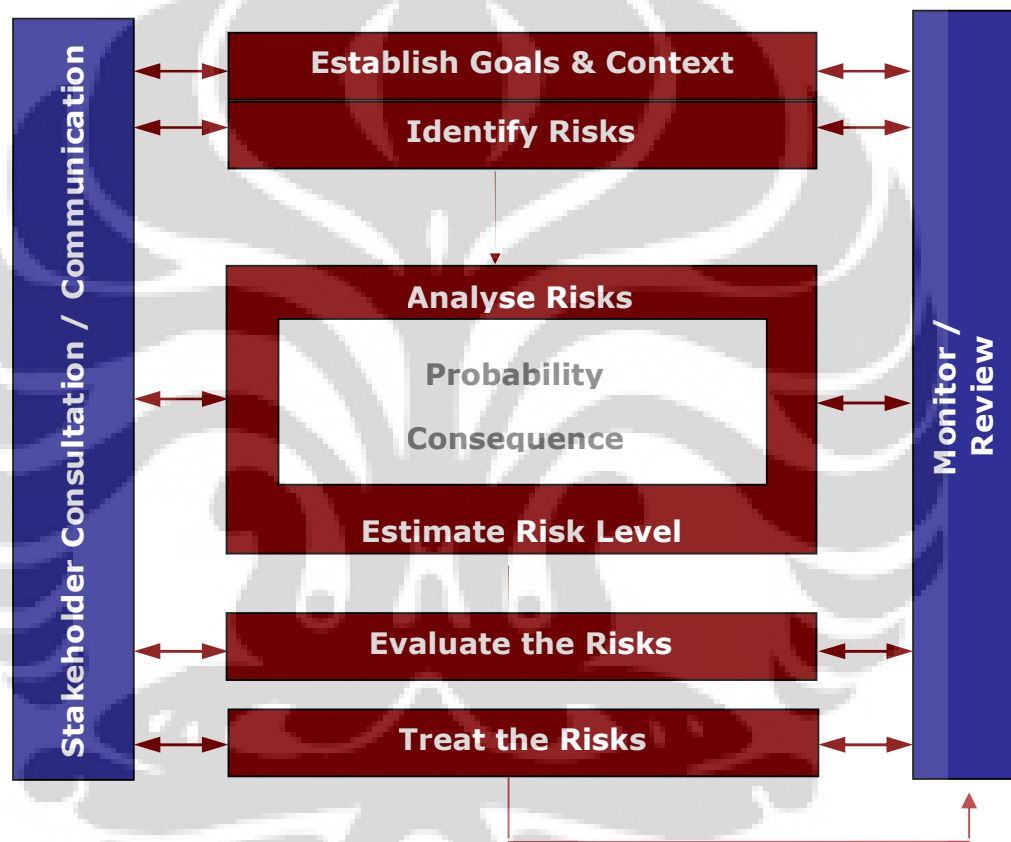 Stakeholder Consultation / Communication
Establish Goals & Context
Identify Risks
Analyse Risks
Probability
Consequence
Estimate Risk Level
Evaluate the Risks
Treat the Risks
Monitor /
Review